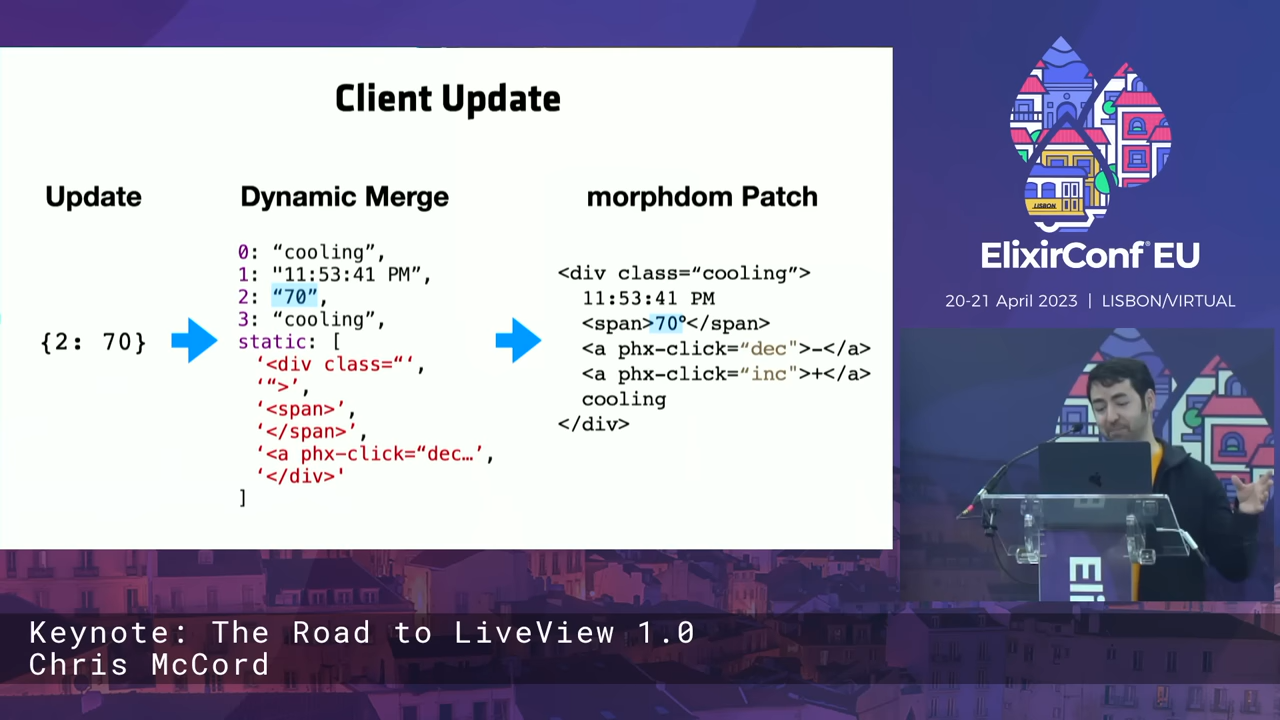 Client Update
Update
Dynamic Merge
morphdom Patch
{2: 70}
0: “cooling”,
1: "11:53:41 PM”,
2: “70”,
3: “cooling”,
static: [
‘<div class=“‘,
‘“>’,
‘<span>’,
‘</span>’,
‘<a phx-click=“dec…’,
‘</div>'
]
<div class=“cooling”>
11:53:41 PM
<span>70°</span>
<a phx-click=“dec">-</a>
<a phx-click=“inc">+</a>
cooling
</div>
LISBON
ElixirConf® EU
20-21 April 2023 | LISBON/VIRTUAL
Eli
Keynote: The Road to LiveView 1.0
Chris McCord